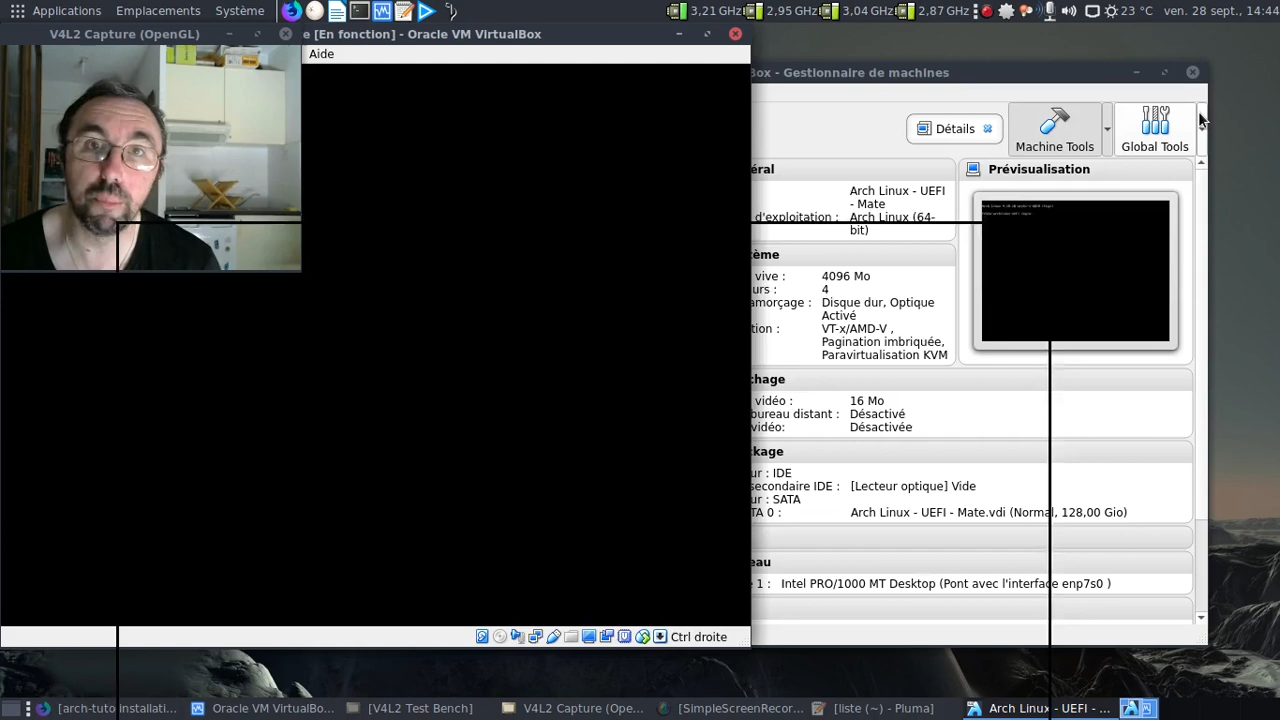 Applications Emplacements Système 3,21 GHz 2,95 GHz 3,04 GHz 2,87 GHz 23 °C ven. 28 sept., 14:44
V4L2 Capture (OpenGL)
e [En fonction] - Oracle VM VirtualBox
Aide
Box - Gestionnaire de machines
Détails
Machine Tools
Global Tools
éral
Arch Linux - UEFI
- Mate
d'exploitation : Arch Linux (64-
bit)
Prévisualisation
tème
vive : 4096 Mo
urs : 4
amorçage : Disque dur, Optique
Activé
tion : VT-x/AMD-V ,
Pagination imbriquée,
Paravirtualisation KVM
chage
vidéo : 16 Mo
bureau distant : Désactivé
vidéo: Désactivée
ckage
ur : IDE
secondaire IDE : [Lecteur optique] Vide
ur : SATA
TA 0 : Arch Linux - UEFI - Mate.vdi (Normal, 128,00 Gio)
eau
e 1 : Intel PRO/1000 MT Desktop (Pont avec l'interface enp7s0 )
Ctrl droite
[arch-tuto-installati... Oracle VM VirtualB... [V4L2 Test Bench] V4L2 Capture (Ope... [SimpleScreenRecor... [liste (~) - Pluma] Arch Linux - UEFI - ...